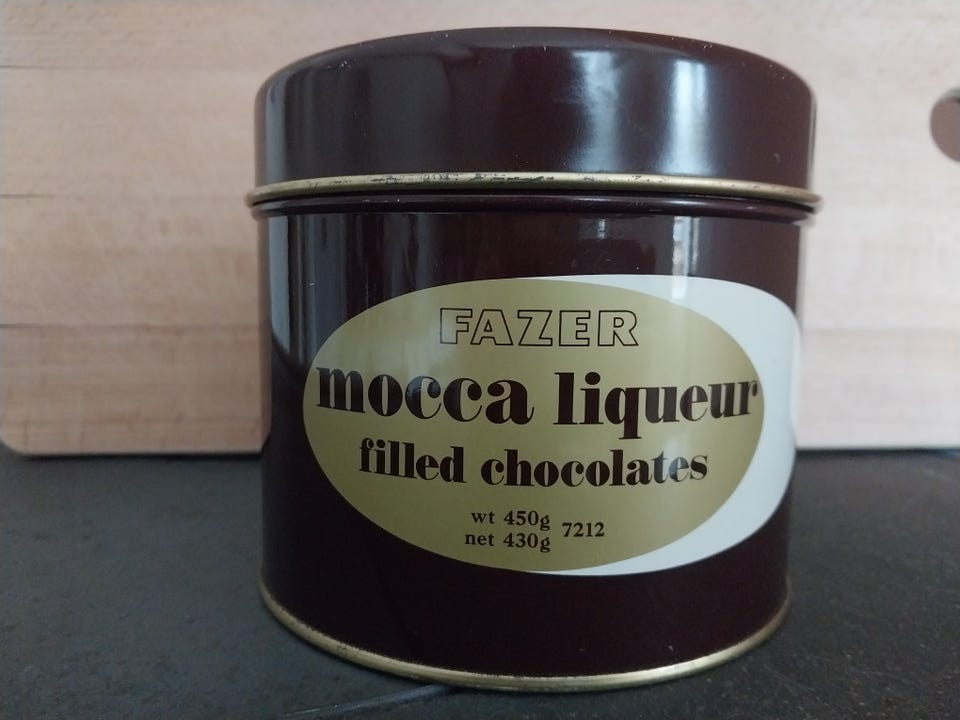 FAZER
mocca liqueur
filled chocolates
wt 450g
net 430g
7212